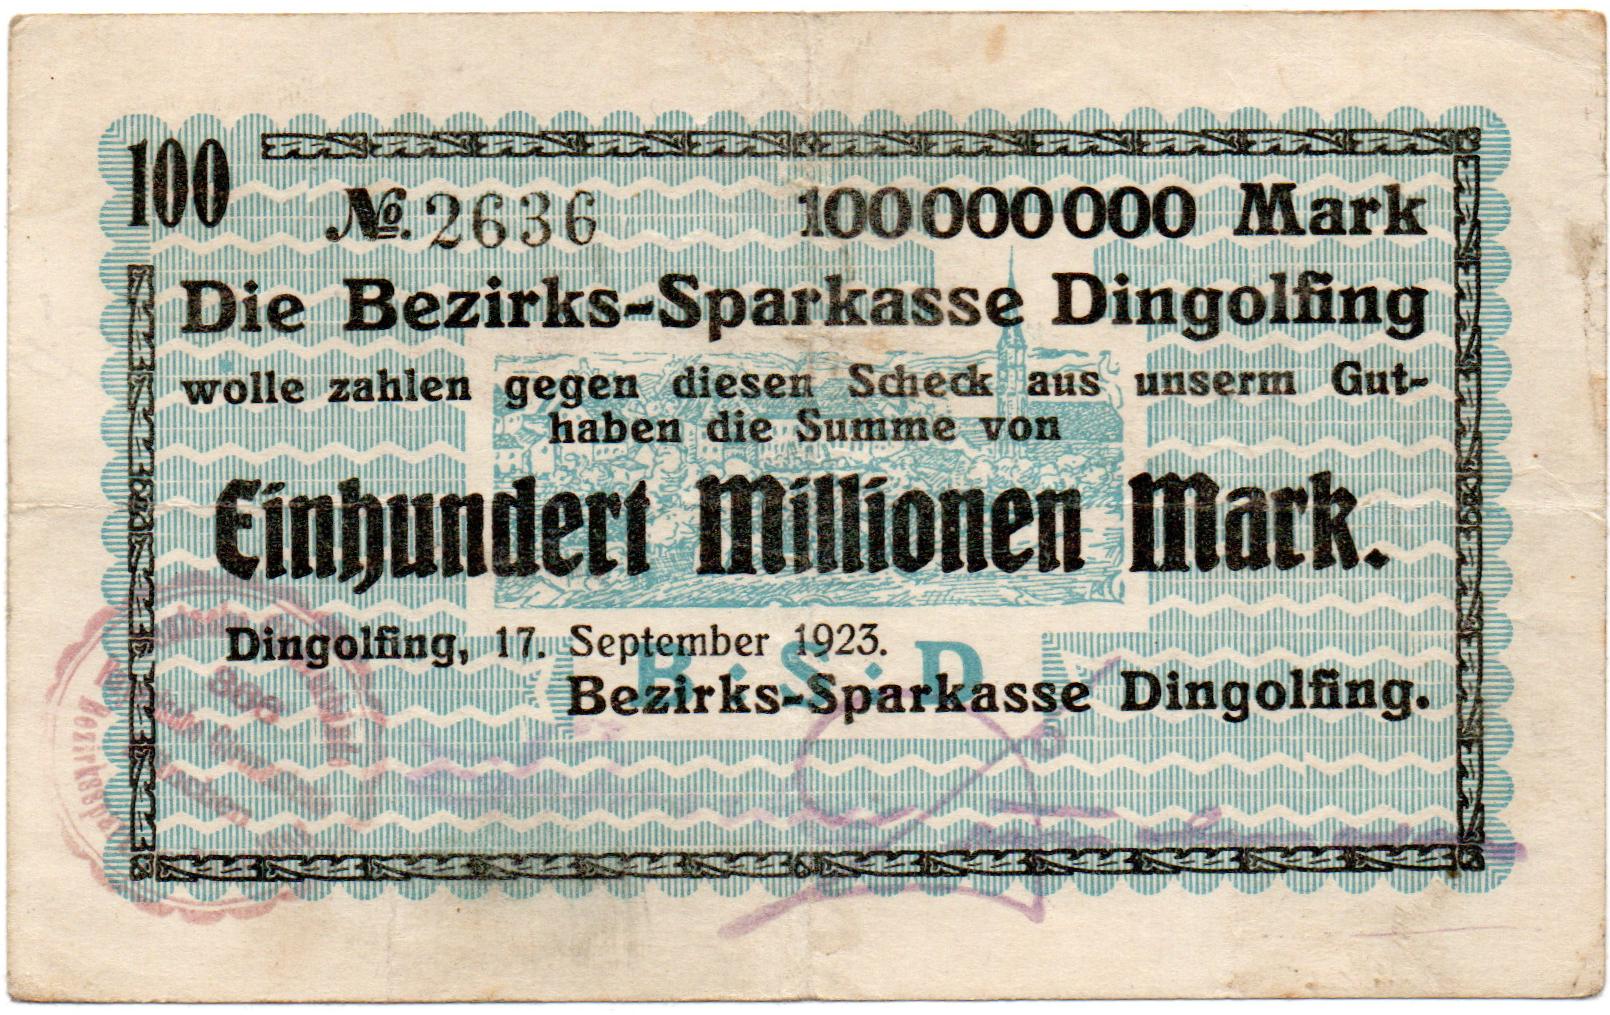 100
№. 2636 100000000 Mark
Die Bezirks-Sparkasse Dingolfing
wolle zahlen gegen diesen Scheck aus unserm Gut-
haben die Summe von
Einhundert Millionen Mark.
Dingolfing, 17. September 1923.
B·S·D
Bezirks-Sparkasse Dingolfing.